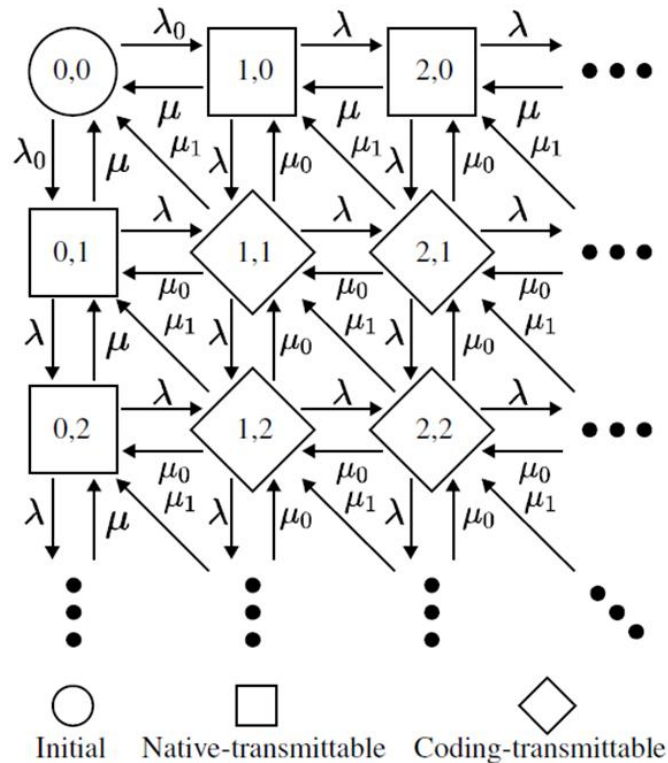 λ₀ λ λ
0,0 1,0 2,0
μ μ μ
λ₀ μ μ₁ λ μ₀ μ₁ λ μ₀ μ₁
λ λ λ
0,1 1,1 2,1
μ₀ μ₀ μ₀
λ μ μ₁ λ μ₀ μ₁ λ μ₀ μ₁
λ λ λ
0,2 1,2 2,2
μ₀ μ₀ μ₀
λ μ μ₁ λ μ₀ μ₁ λ μ₀ μ₁
Initial Native-transmittable Coding-transmittable